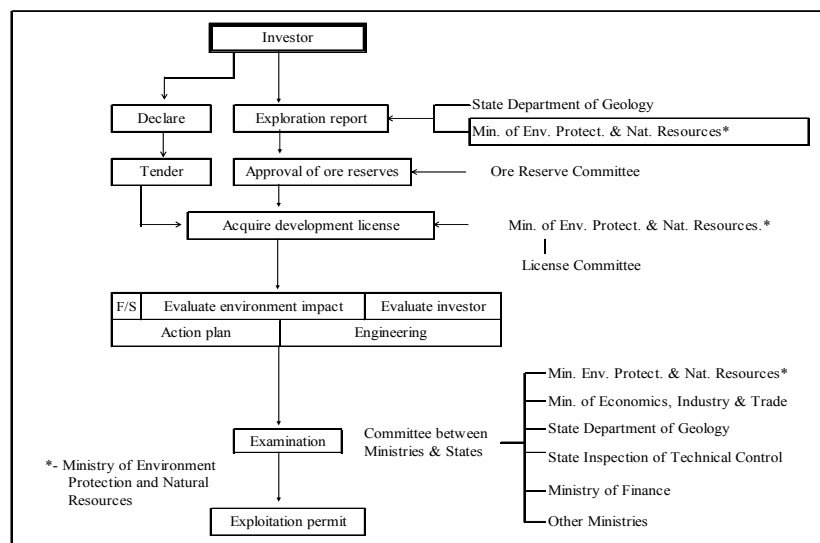 Investor
State Department of Geology
Declare
Exploration report
Min. of Env. Protect. & Nat. Resources*
Tender
Approval of ore reserves
Ore Reserve Committee
Acquire development license
Min. of Env. Protect. & Nat. Resources.*
License Committee
F/S
Evaluate environment impact
Evaluate investor
Action plan
Engineering
Min. Env. Protect. & Nat. Resources*
Min. of Economics, Industry & Trade
Examination
Committee between
Ministries & States
State Department of Geology
State Inspection of Technical Control
*- Ministry of Environment
Protection and Natural
Resources
Ministry of Finance
Exploitation permit
Other Ministries